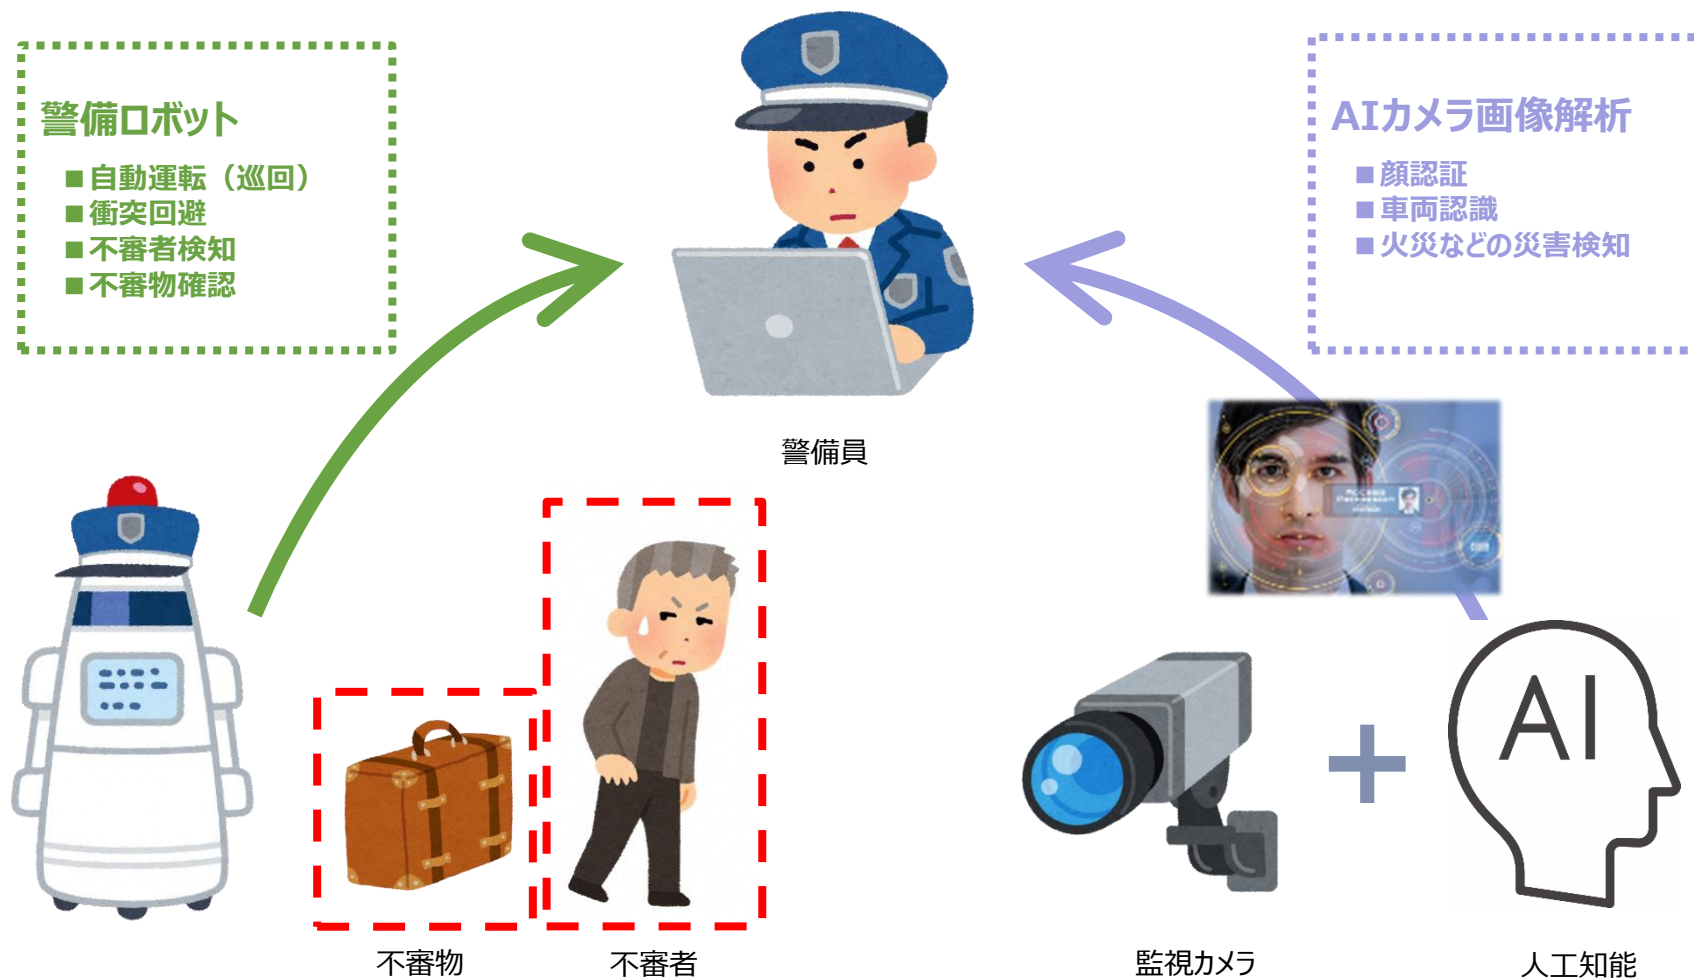 警備ロボット
■自動運転（巡回）
■衝突回避
■不審者検知
■不審物確認
AIカメラ画像解析
■顔認証
■車両認識
■火災などの災害検知
警備員
AI
不審物
不審者
監視カメラ
人工知能